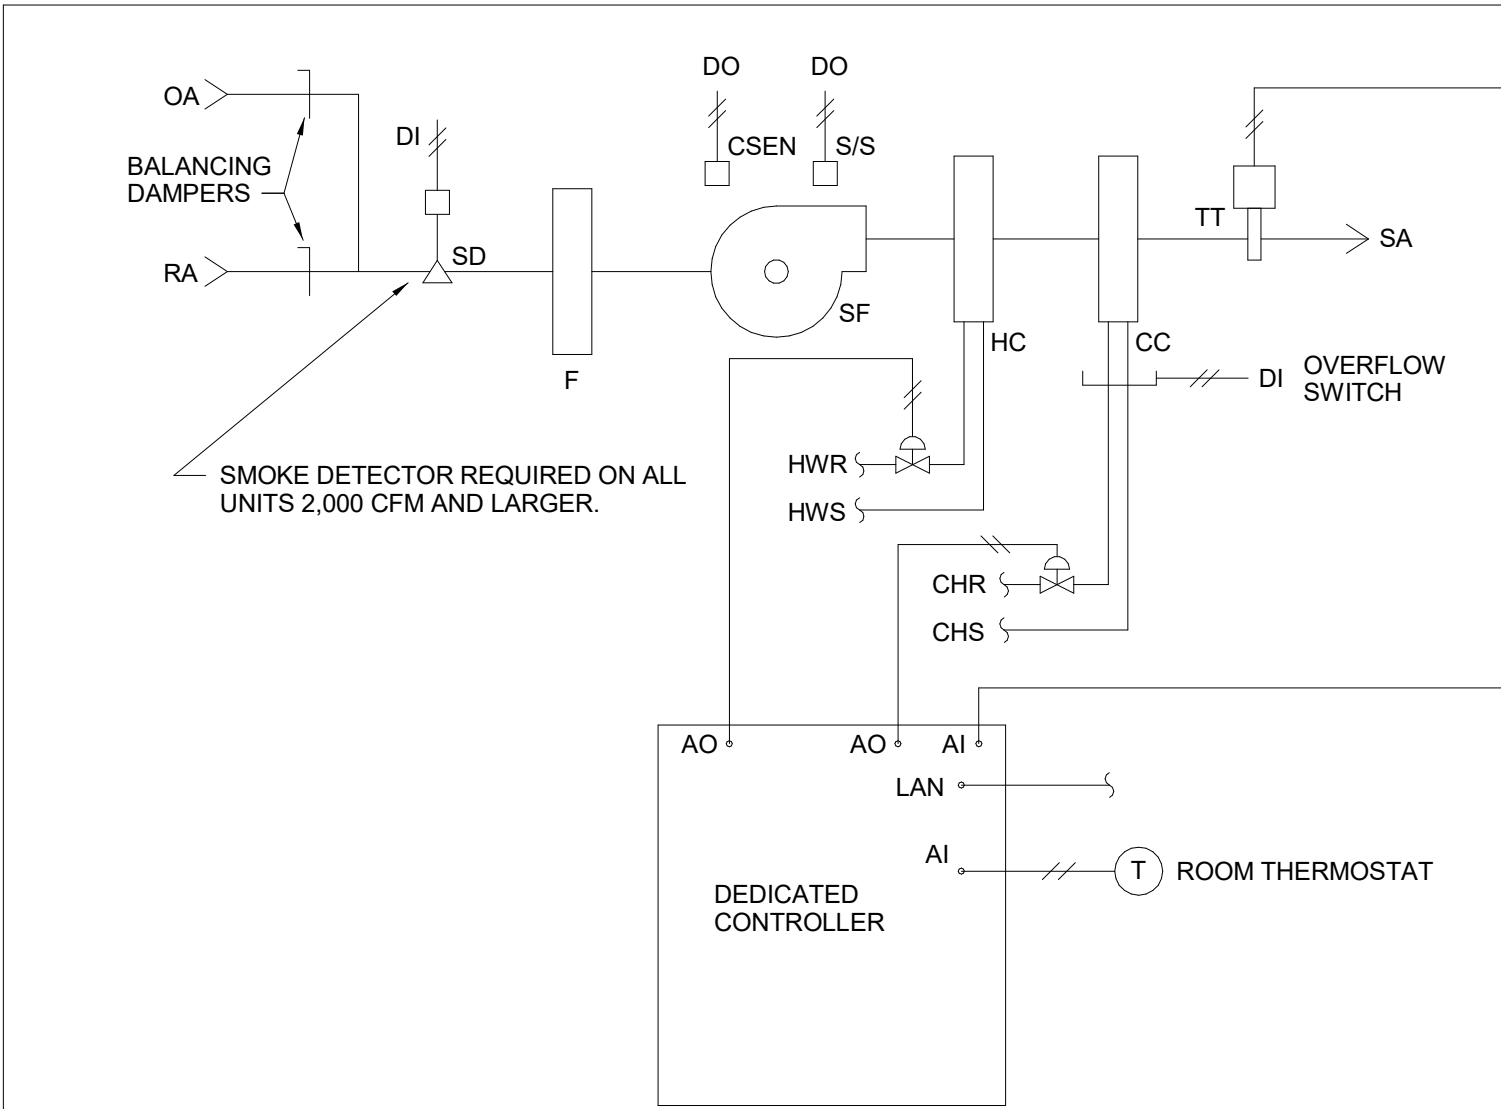 DO
DO
OA
DI
CSEN
S/S
BALANCING
DAMPERS
TT
SA
RA
SD
SF
HC
CC
F
DI
OVERFLOW
SWITCH
HWR
SMOKE DETECTOR REQUIRED ON ALL
UNITS 2,000 CFM AND LARGER.
HWS
CHR
CHS
AO
AO
AI
LAN
AI
T
ROOM THERMOSTAT
DEDICATED
CONTROLLER